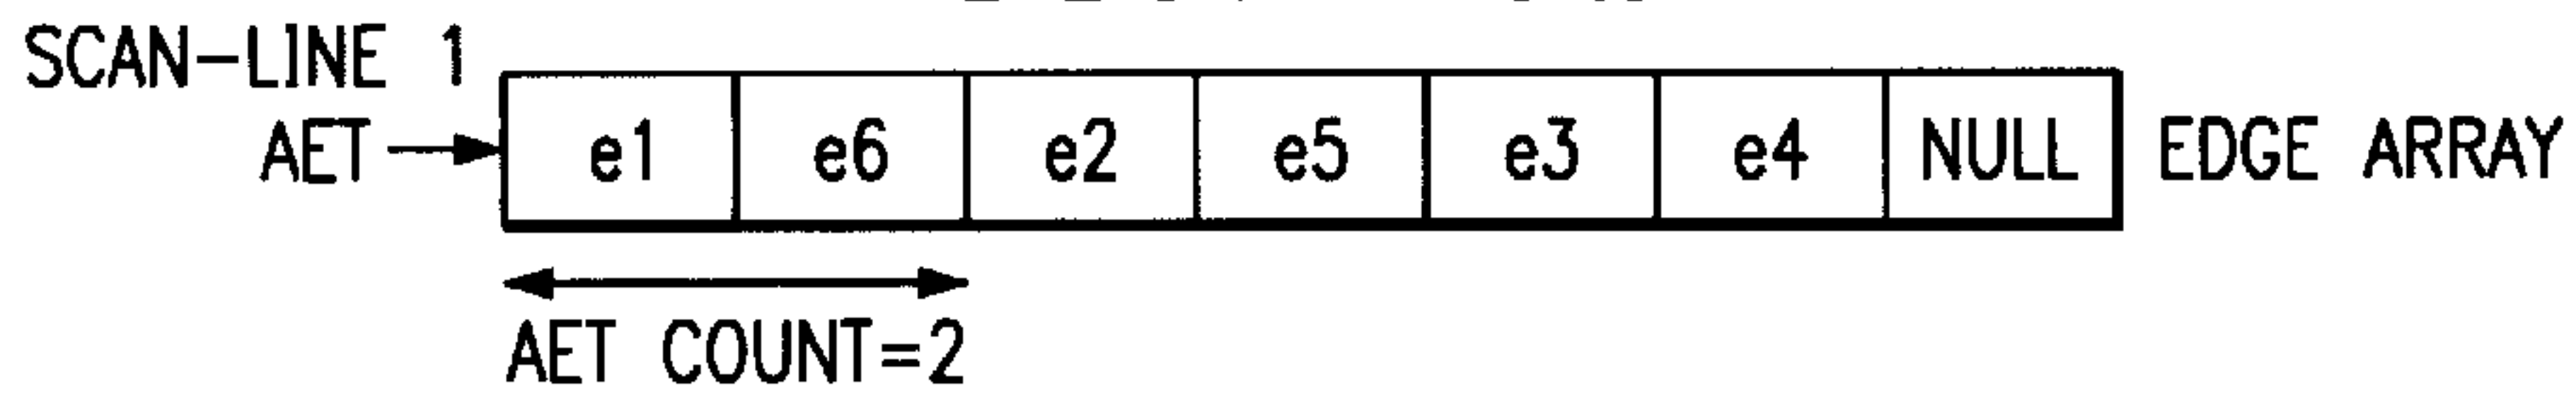 SCAN-LINE 1
AET e1 e6 e2 e5 e3 e4 NULL EDGE ARRAY
AET COUNT=2